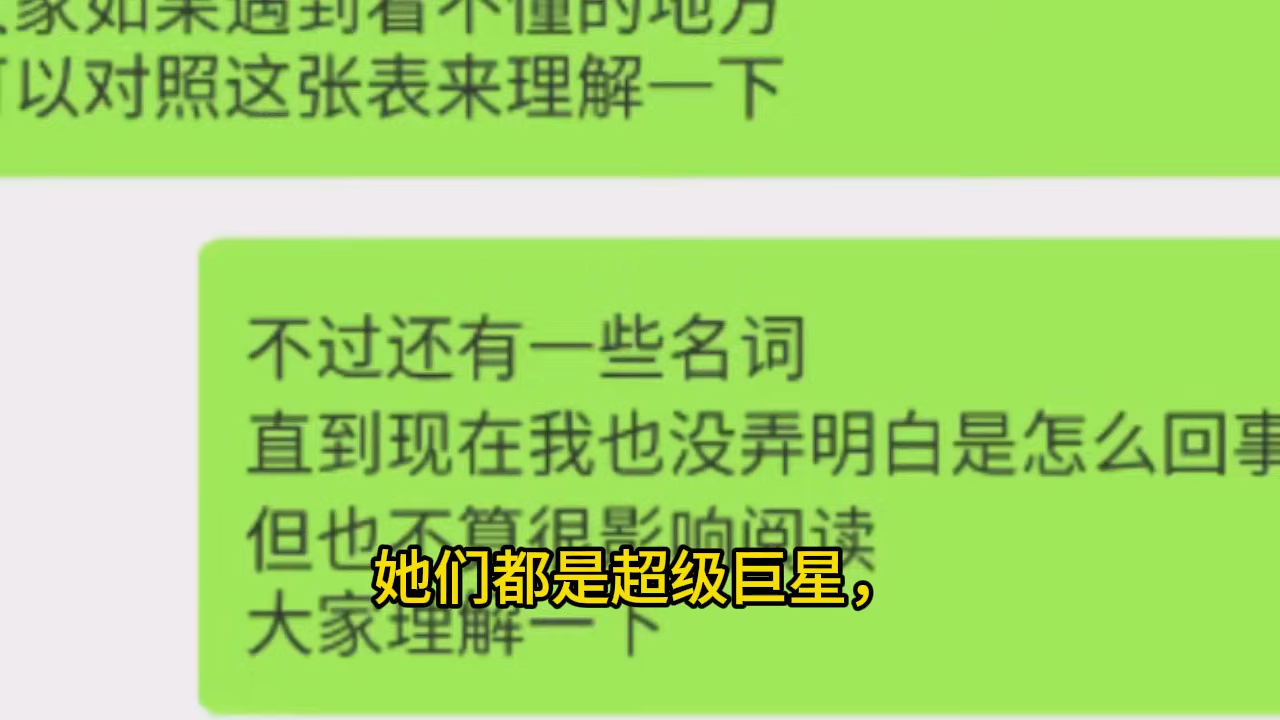 家如果遇到看不懂的地方
可以对照这张表来理解一下
不过还有一些名词
直到现在我也没弄明白是怎么回事
但也不算很影响阅读
她们都是超级巨星，
大家理解一下